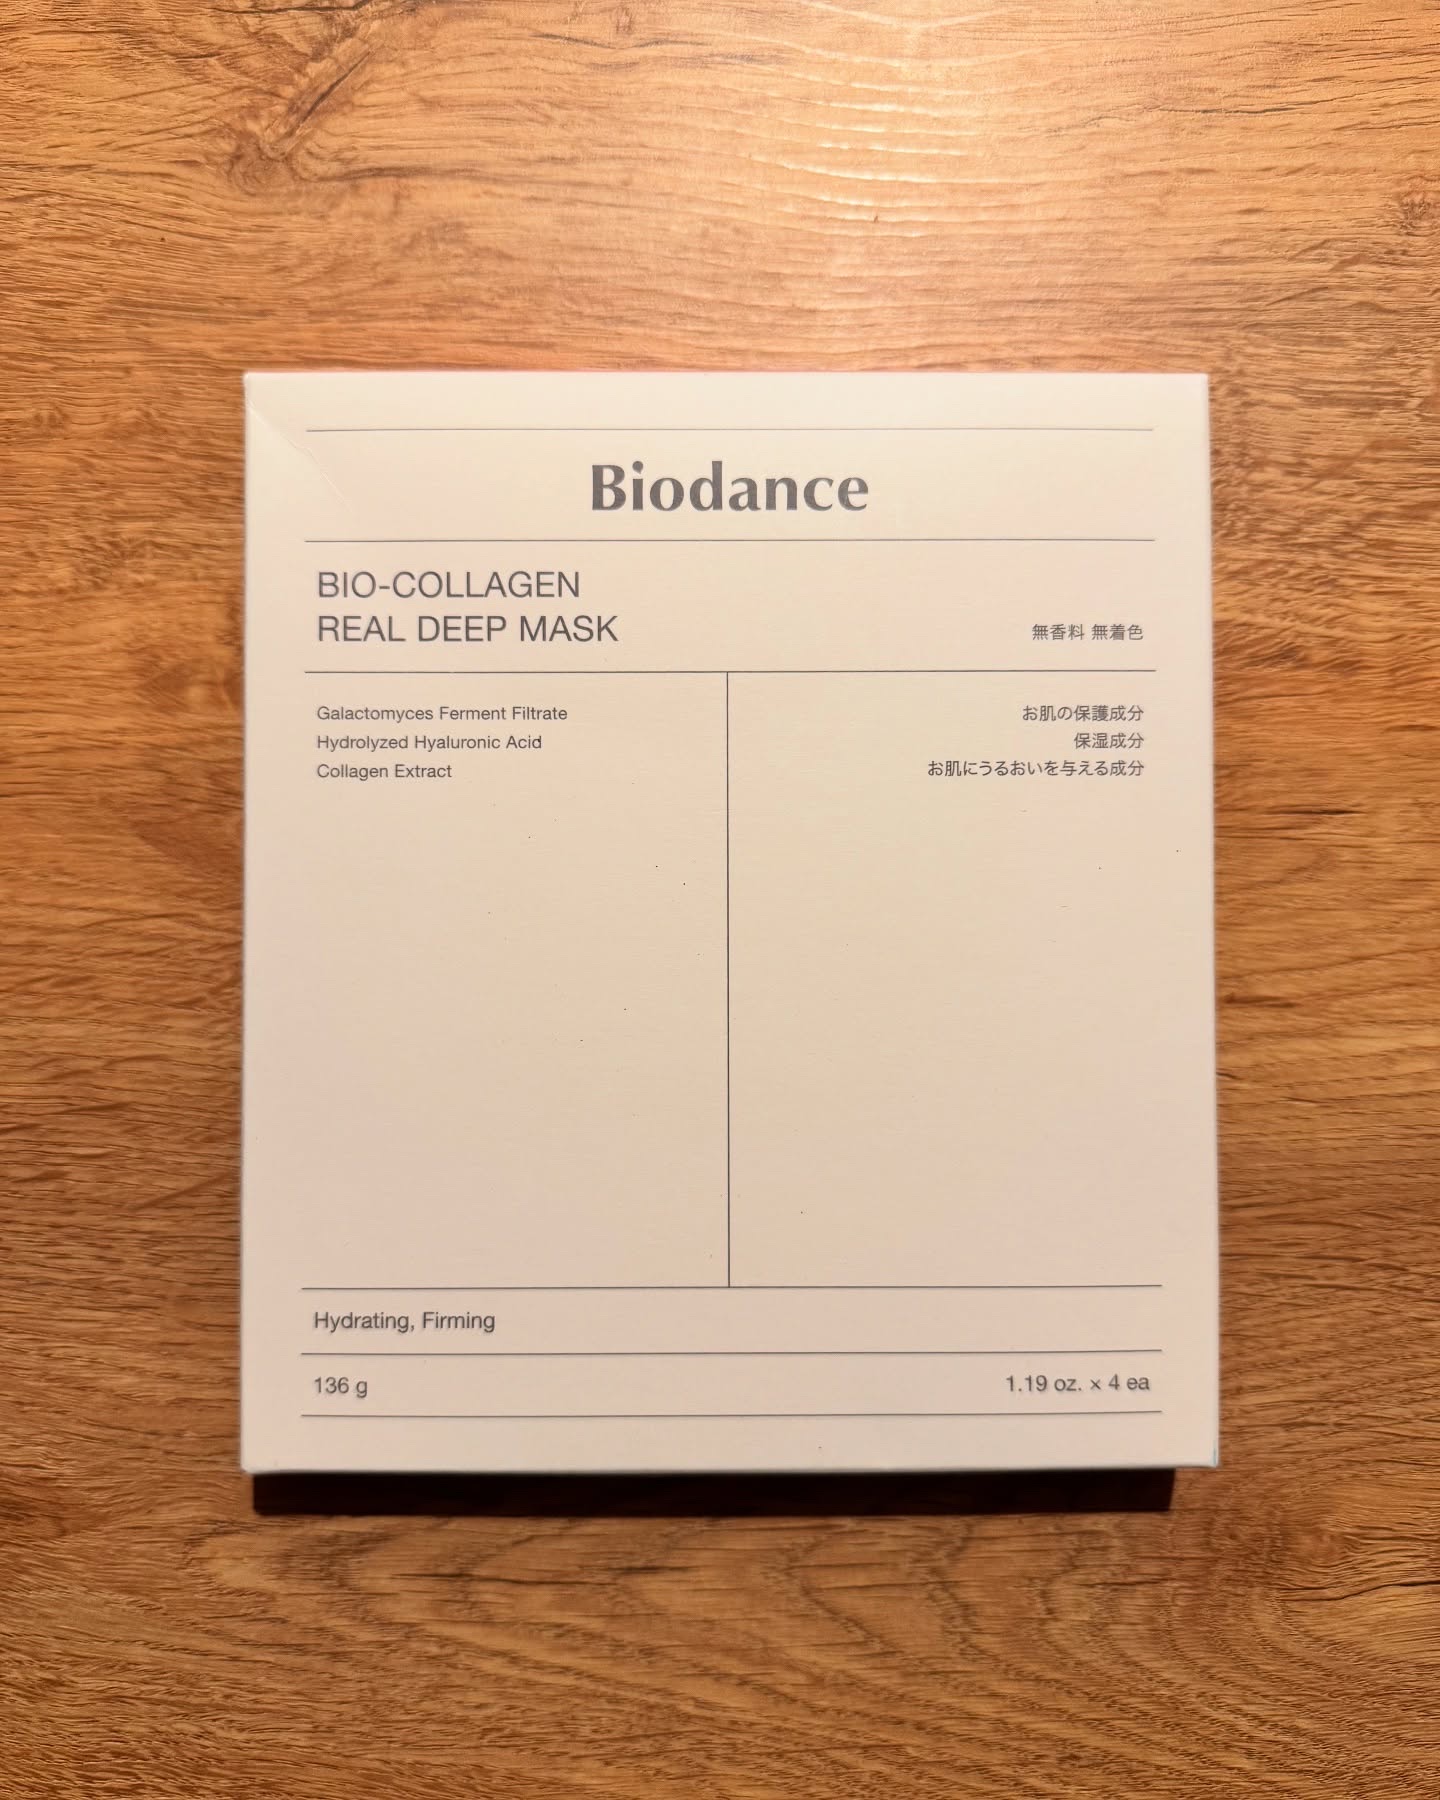 Biodance
BIO-COLLAGEN
REAL DEEP MASK
無香料 無着色
Galactomyces Ferment Filtrate
Hydrolyzed Hyaluronic Acid
Collagen Extract
お肌の保護成分
保湿成分
お肌にうるおいを与える成分
Hydrating, Firming
136 g
1.19 oz. × 4 ea